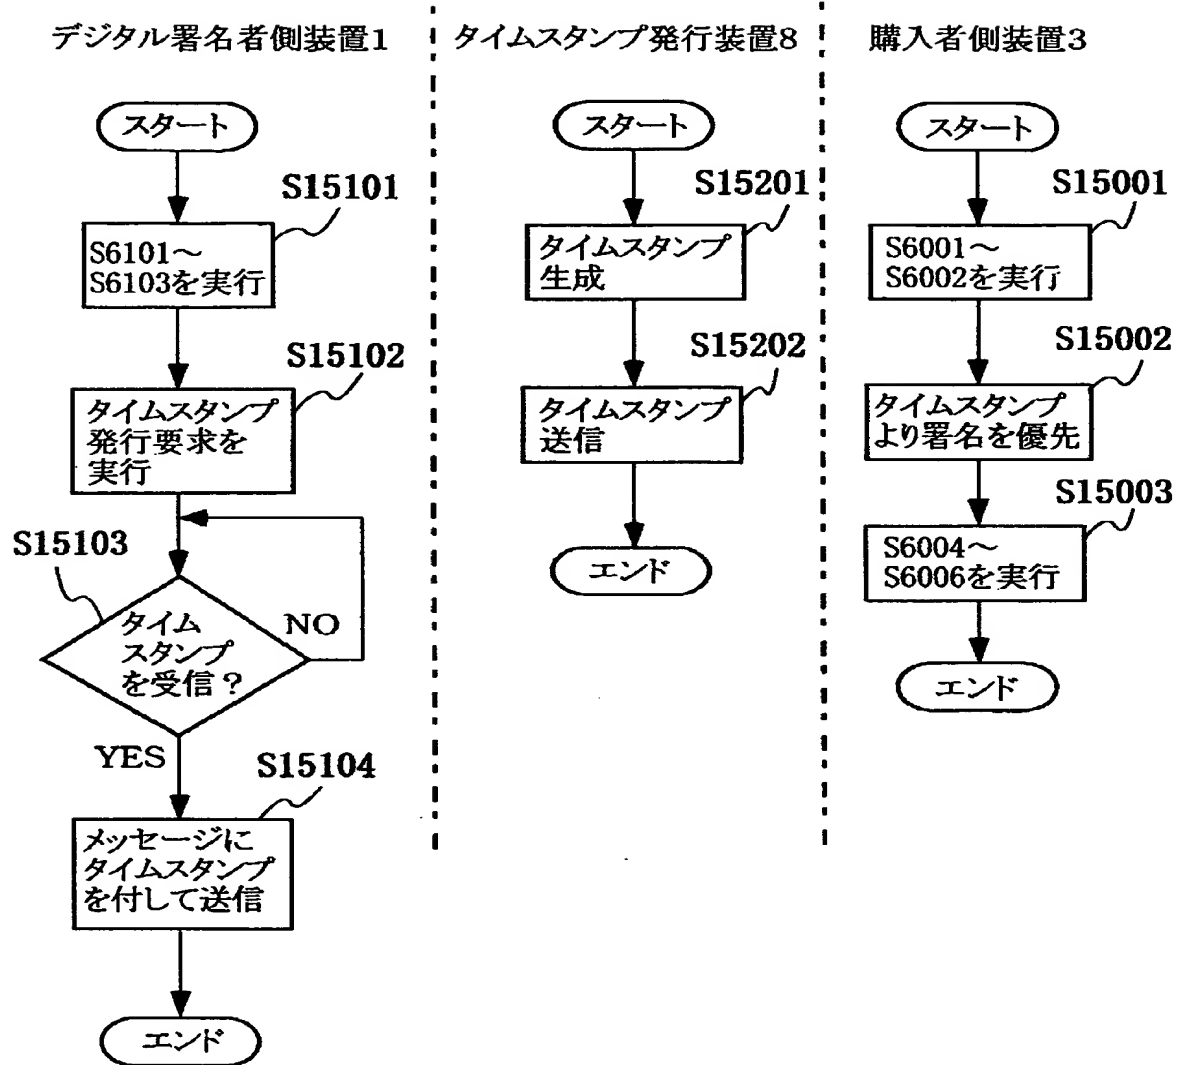 デジタル署名者側装置1
スタート
S15101
S6101～
S6103を実行
S15102
タイムスタンプ
発行要求を
実行
S15103
タイム
スタンプ
を受信？
NO
YES
S15104
メッセージに
タイムスタンプ
を付して送信
エンド
タイムスタンプ発行装置8
スタート
S15201
タイムスタンプ
生成
S15202
タイムスタンプ
送信
エンド
購入者側装置3
スタート
S15001
S6001～
S6002を実行
S15002
タイムスタンプ
より署名を優先
S15003
S6004～
S6006を実行
エンド